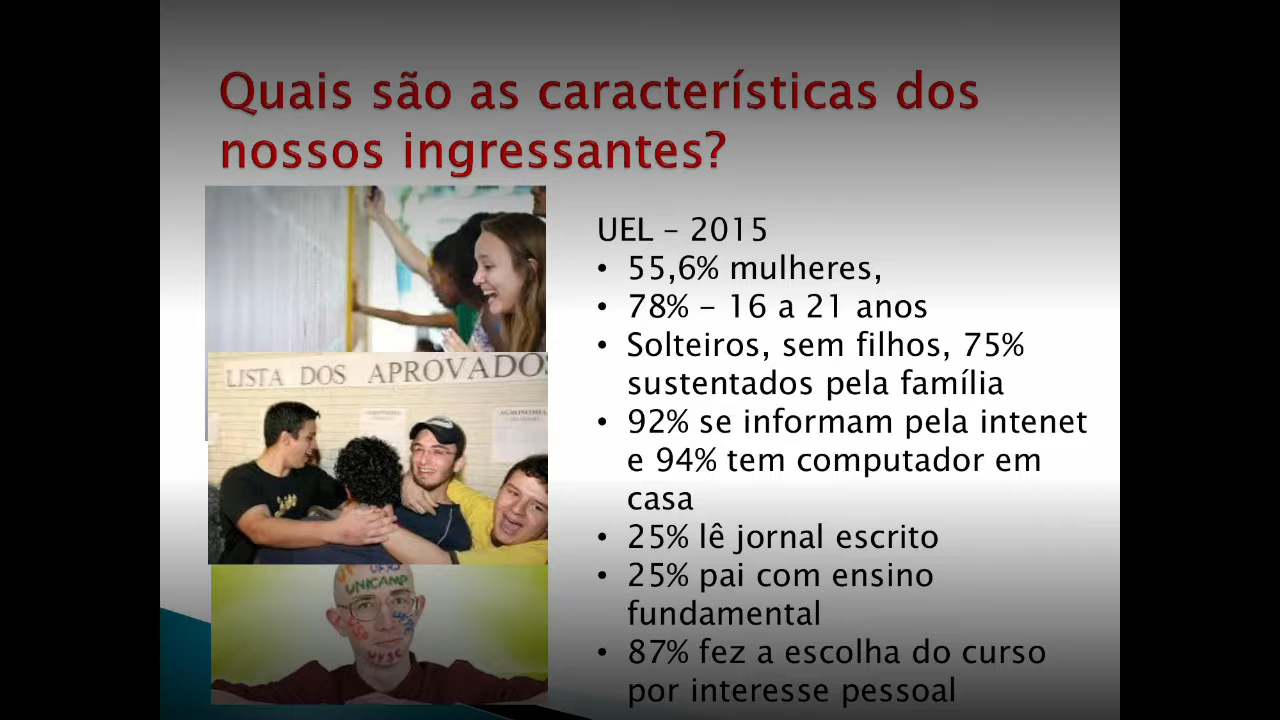 Quais são as características dos
nossos ingressantes?
LISTA DOS APROVADOS
AGRONOMIA
UNICAMP
UFSC
UEL – 2015
• 55,6% mulheres,
• 78% – 16 a 21 anos
• Solteiros, sem filhos, 75%
sustentados pela família
• 92% se informam pela intenet
e 94% tem computador em
casa
• 25% lê jornal escrito
• 25% pai com ensino
fundamental
• 87% fez a escolha do curso
por interesse pessoal